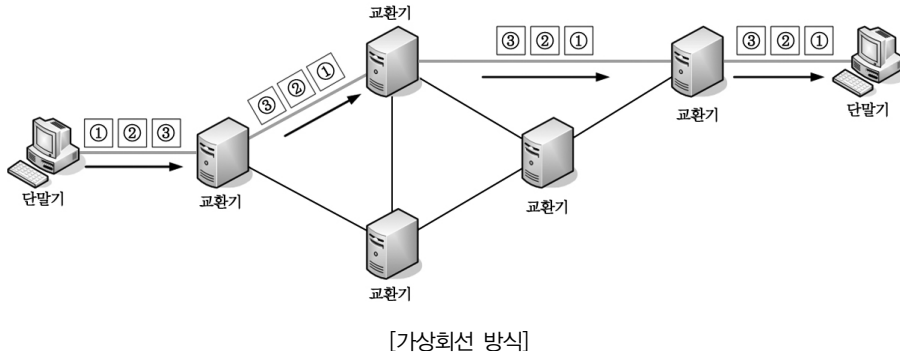 교환기
③ ② ①
③ ② ①
③ ② ①
단말기
교환기
① ② ③
단말기
교환기
교환기
교환기
[가상회선 방식]